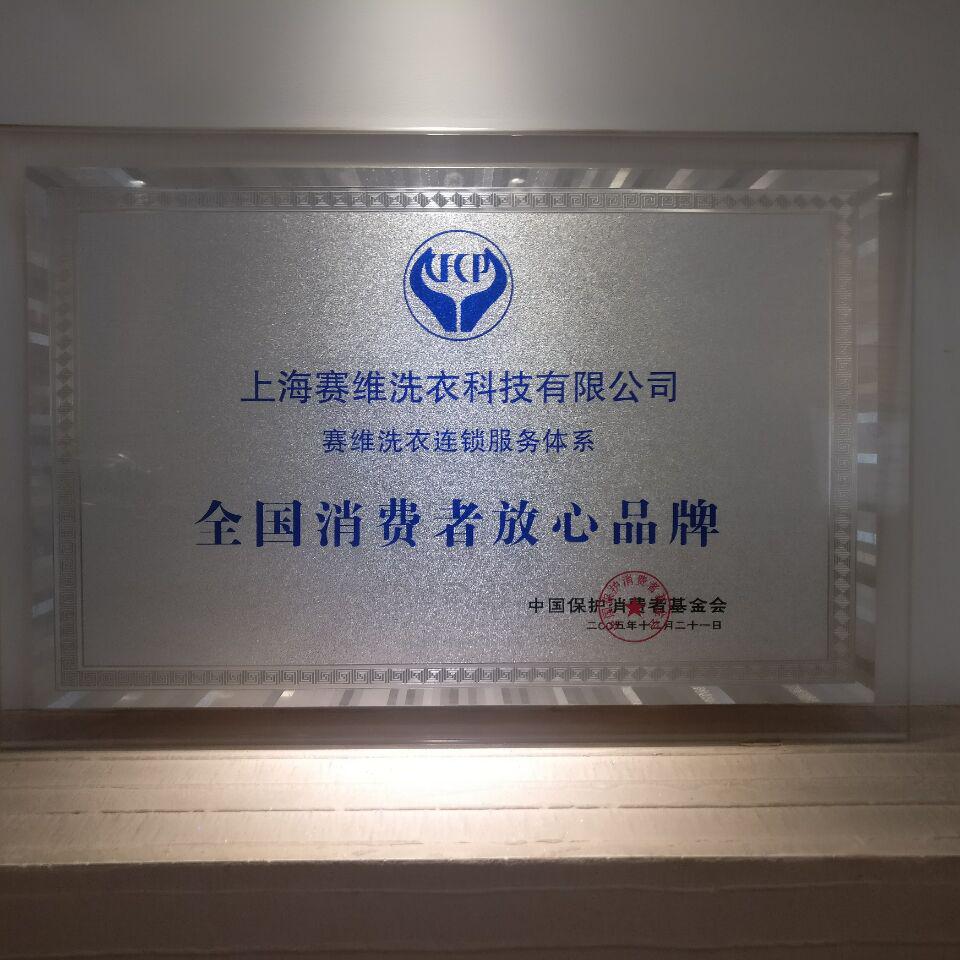 CFCP
上海赛维洗衣科技有限公司
赛维洗衣连锁服务体系
全国消费者放心品牌
中国保护消费者基金会
二〇〇五年十二月二十一日